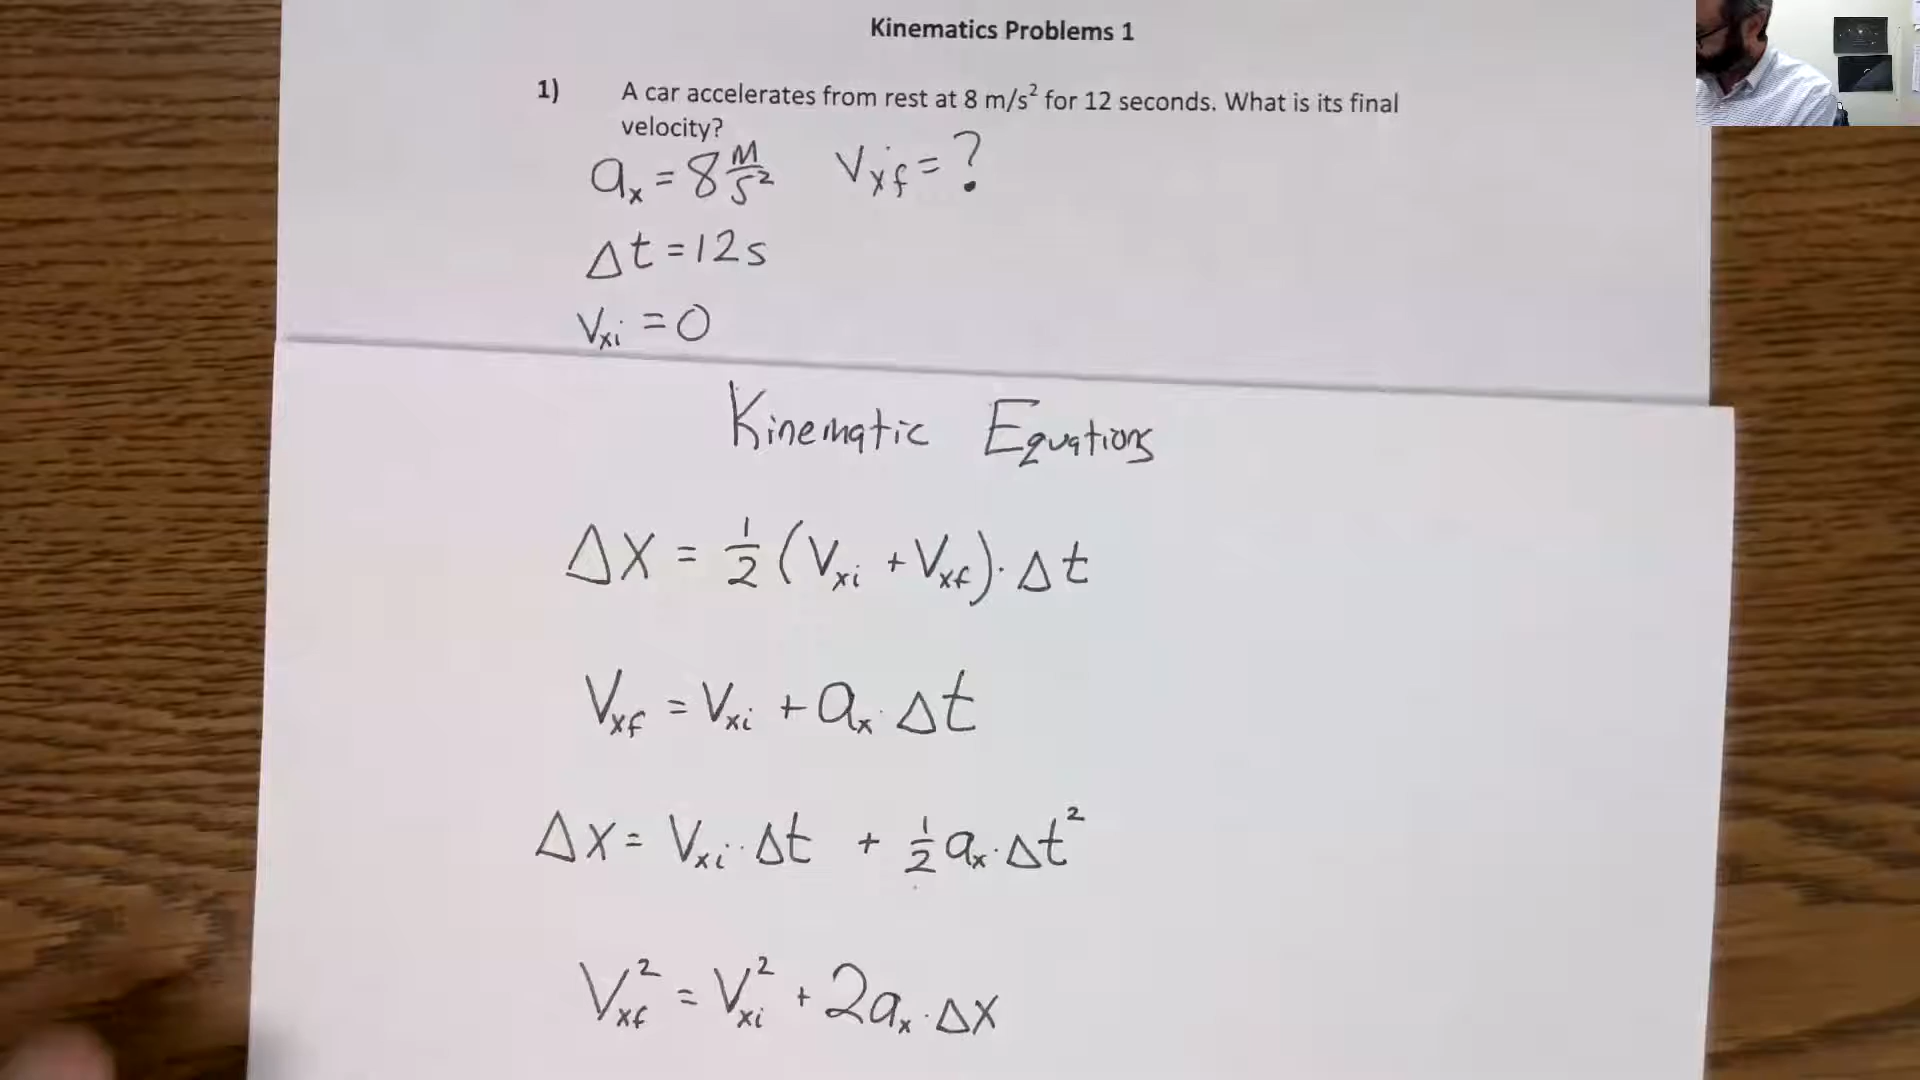 Kinematics Problems 1
1) A car accelerates from rest at 8 m/s² for 12 seconds. What is its final
velocity?
aₓ = 8 M/s² Vxf = ?
Δt = 12s
Vxi = 0
Kinematic Equations
ΔX = 1/2 (Vxi + Vxf) · Δt
Vxf = Vxi + aₓ · Δt
ΔX = Vxi · Δt + 1/2 aₓ · Δt²
Vxf² = Vxi² + 2aₓ · ΔX